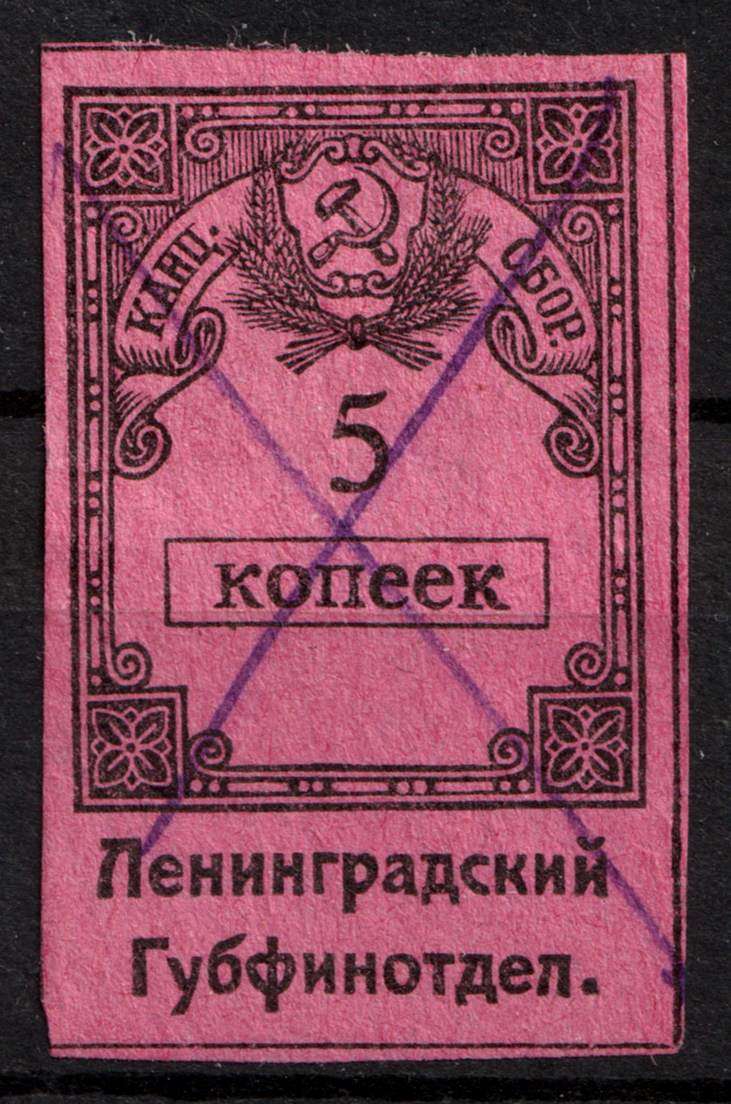 КАНЦ. СБОР.
5
копеек
Ленинградский
Губфинотдел.